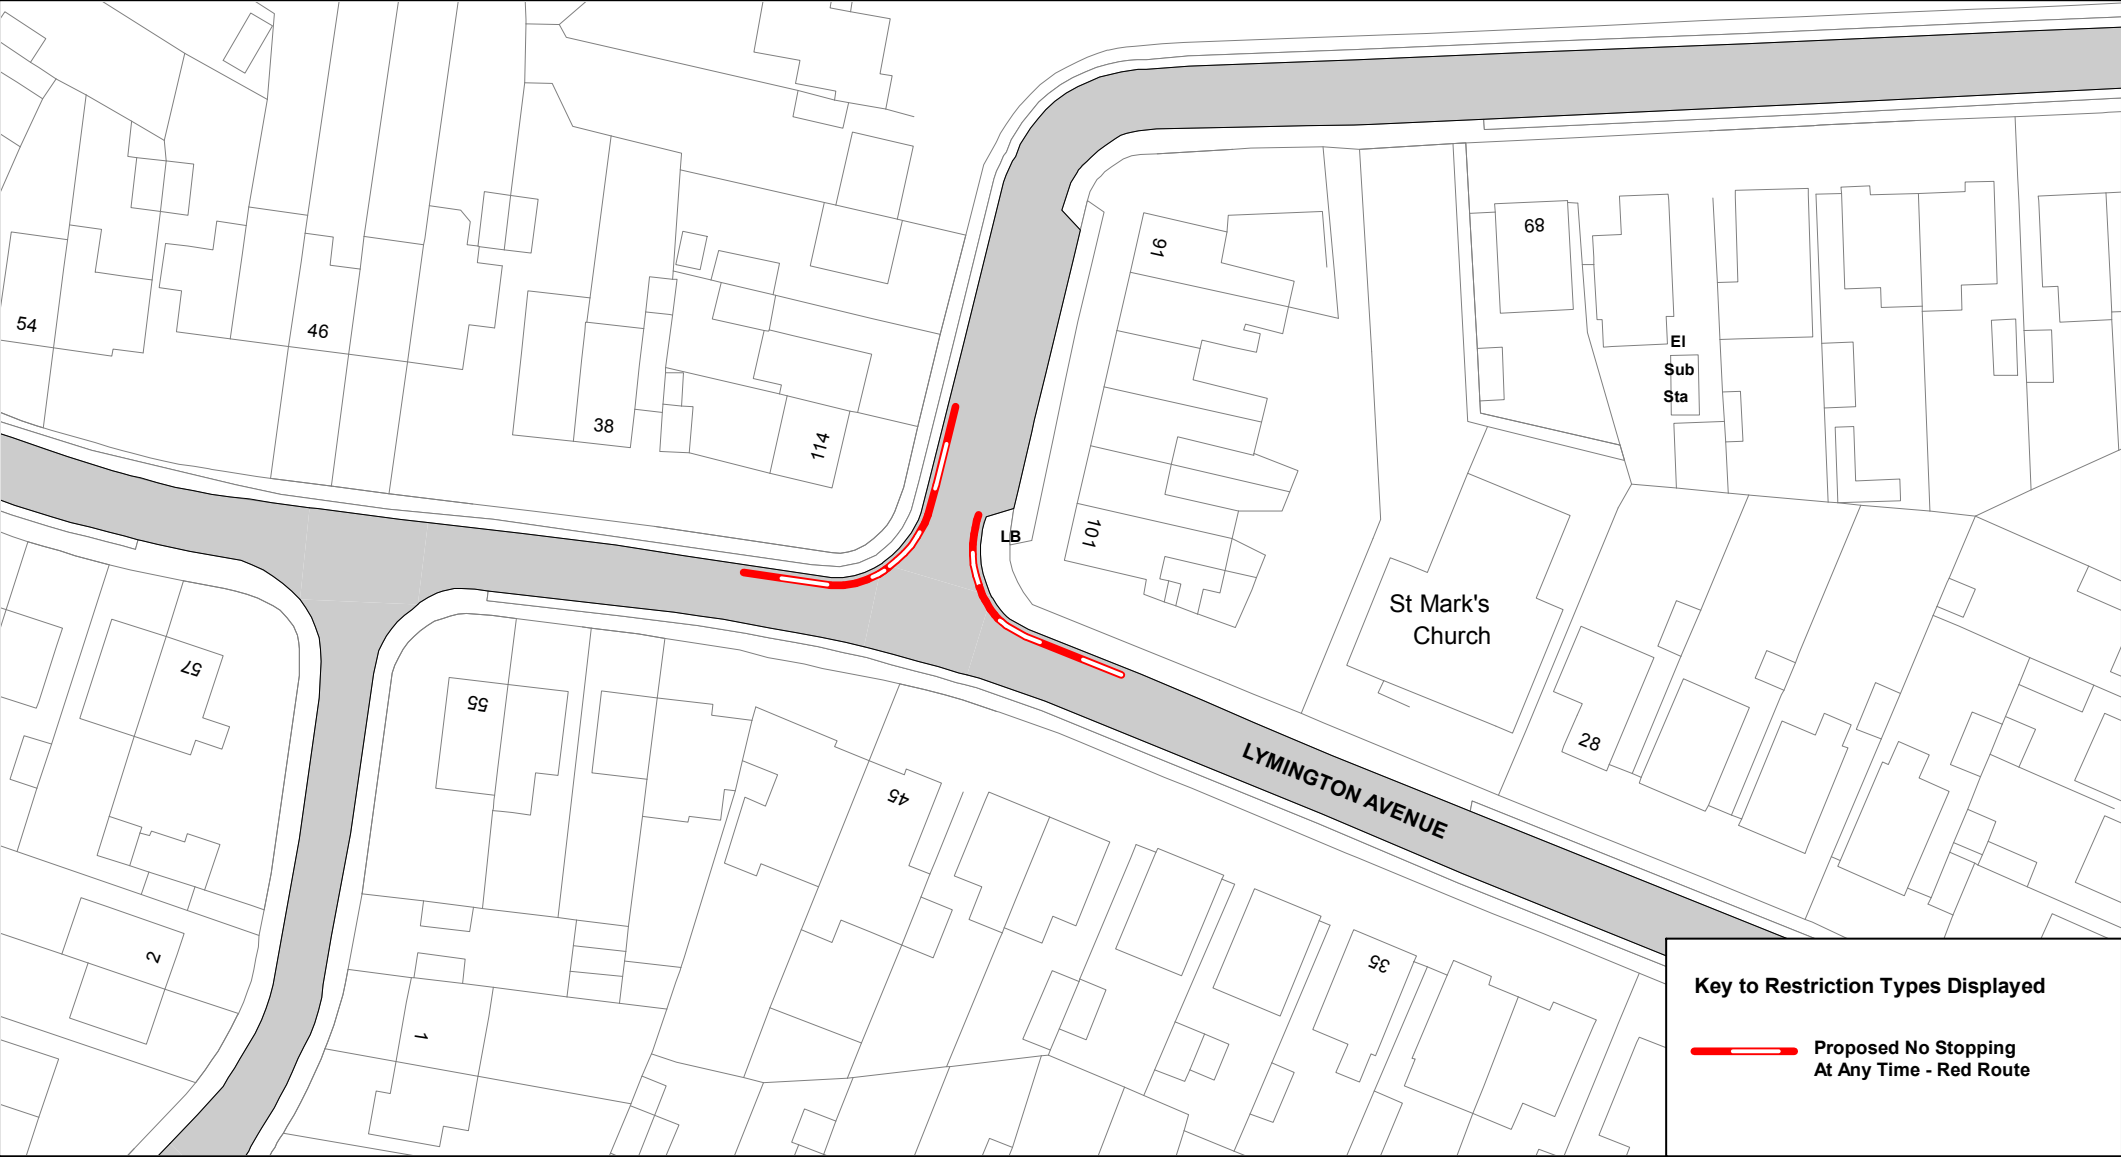 91
68
54
46
38
114
El
Sub
Sta
101
LB
St Mark's
Church
57
55
28
45
LYMINGTON AVENUE
35
2
1
Key to Restriction Types Displayed
Proposed No Stopping
At Any Time - Red Route